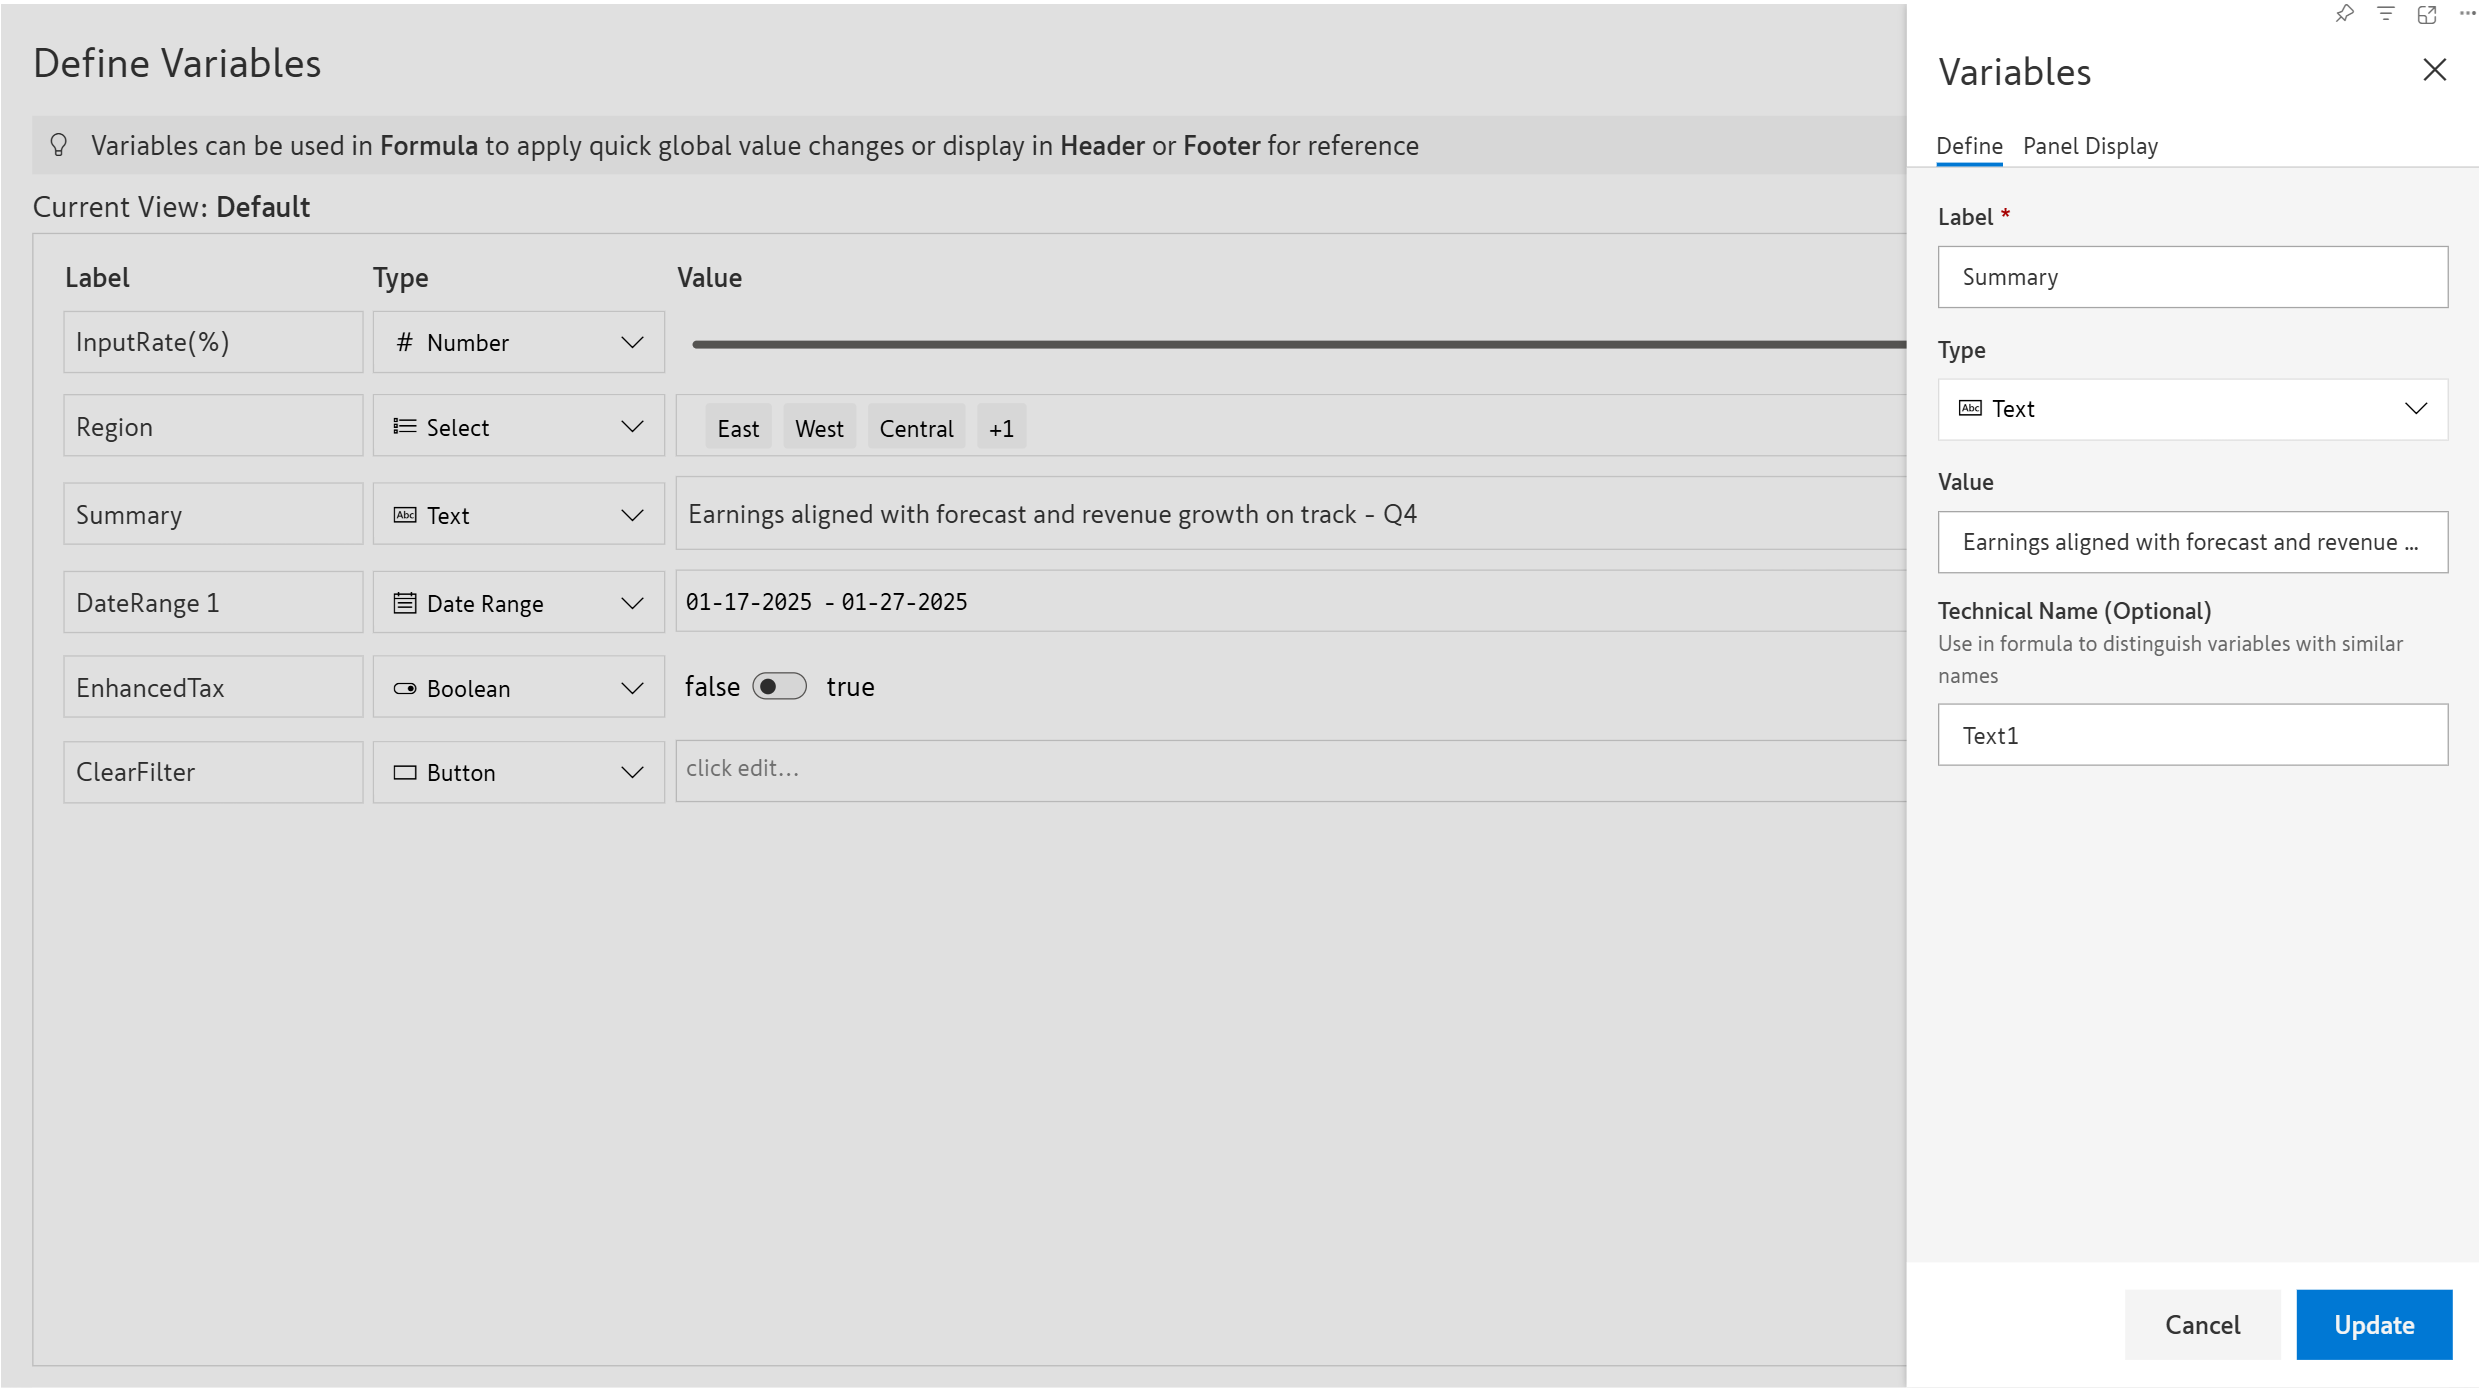 Define Variables
Variables can be used in Formula to apply quick global value changes or display in Header or Footer for reference
Current View: Default
Label Type Value
InputRate(%) # Number
Region Select East West Central +1
Summary Abc Text Earnings aligned with forecast and revenue growth on track - Q4
DateRange 1 Date Range 01-17-2025 - 01-27-2025
EnhancedTax Boolean false true
ClearFilter Button click edit...
Variables
Define Panel Display
Label *
Summary
Type
Abc Text
Value
Earnings aligned with forecast and revenue ...
Technical Name (Optional)
Use in formula to distinguish variables with similar
names
Text1
Cancel Update